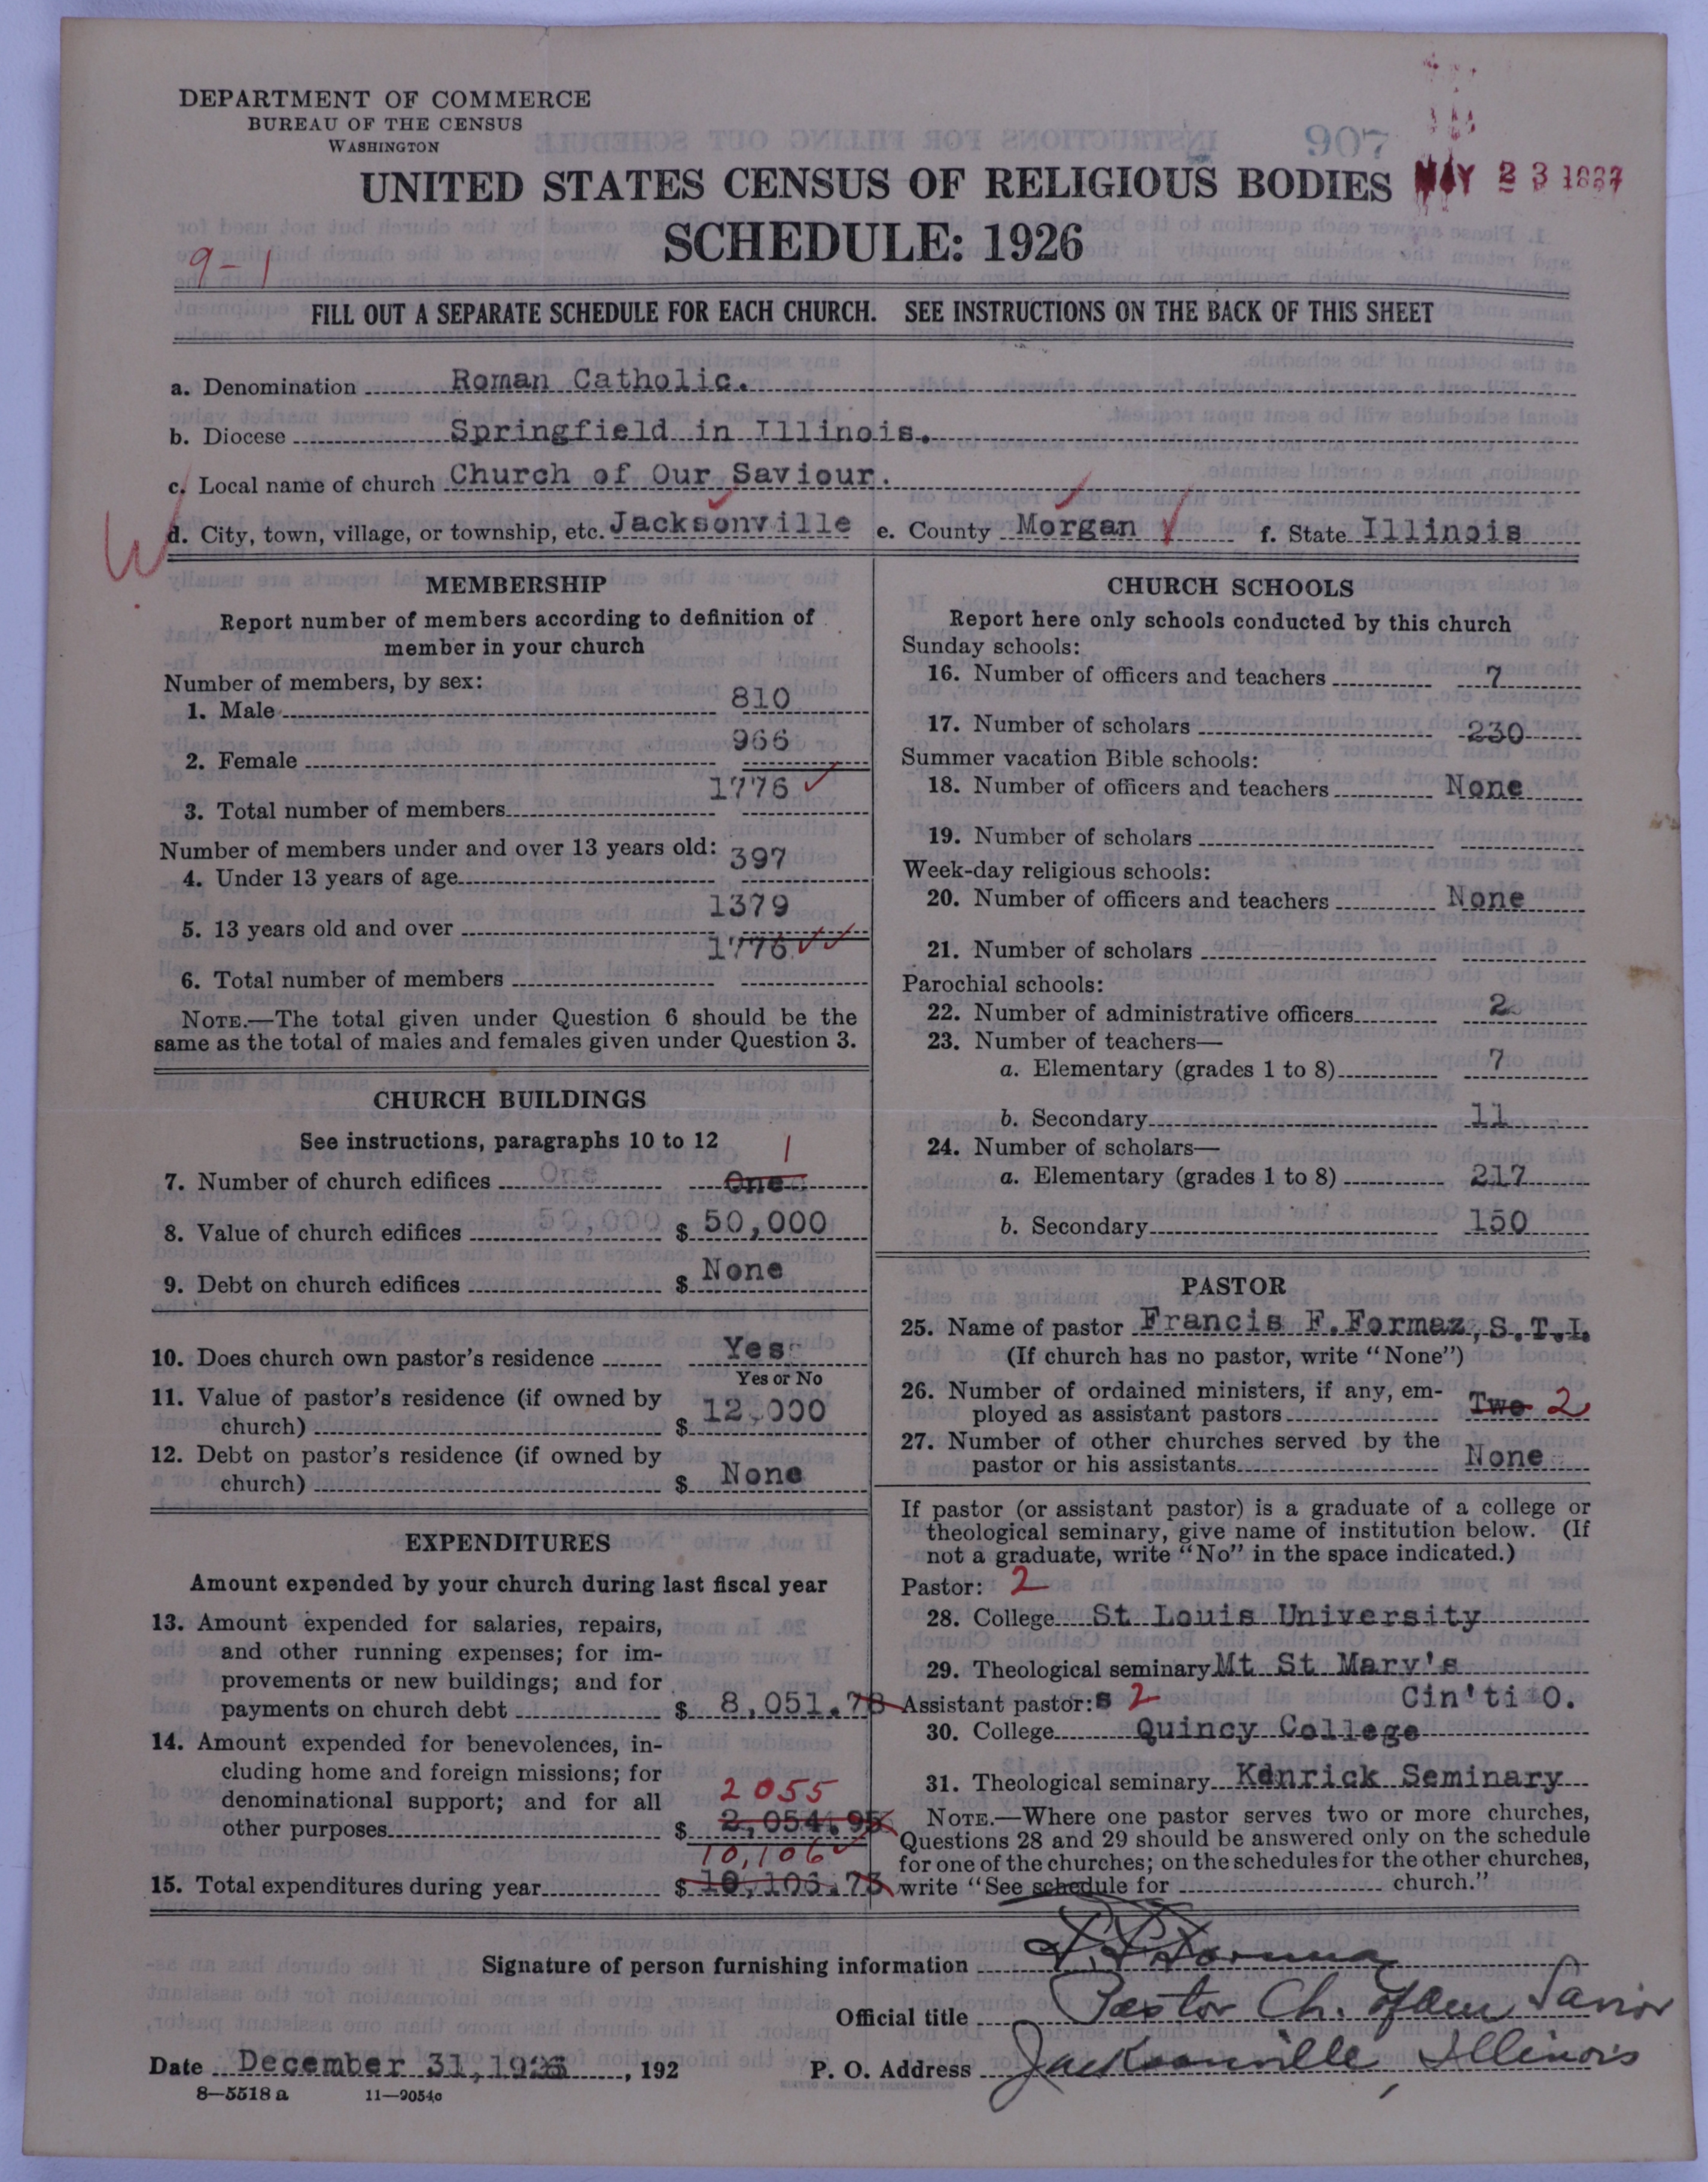 DEPARTMENT OF COMMERCE
BUREAU OF THE CENSUS
WASHINGTON
907
UNITED STATES CENSUS OF RELIGIOUS BODIES
MAY 23 1927
SCHEDULE: 1926
9-1
FILL OUT A SEPARATE SCHEDULE FOR EACH CHURCH. SEE INSTRUCTIONS ON THE BACK OF THIS SHEET
a. Denomination Roman Catholic.
b. Diocese Springfield in Illinois.
c. Local name of church Church of Our Saviour.
d. City, town, village, or township, etc. Jacksonville e. County Morgan f. State Illinois
MEMBERSHIP
Report number of members according to definition of
member in your church
Number of members, by sex:
1. Male 810
2. Female 966
3. Total number of members 1776
Number of members under and over 13 years old:
4. Under 13 years of age 397
5. 13 years old and over 1379
6. Total number of members 1776
NOTE.—The total given under Question 6 should be the
same as the total of males and females given under Question 3.
CHURCH BUILDINGS
See instructions, paragraphs 10 to 12
7. Number of church edifices One One 1
8. Value of church edifices 50,000 $ 50,000
9. Debt on church edifices $ None
10. Does church own pastor's residence Yes
Yes or No
11. Value of pastor's residence (if owned by
church) $ 12,000
12. Debt on pastor's residence (if owned by
church) $ None
EXPENDITURES
Amount expended by your church during last fiscal year
13. Amount expended for salaries, repairs,
and other running expenses; for im-
provements or new buildings; and for
payments on church debt $ 8,051.78
14. Amount expended for benevolences, in-
cluding home and foreign missions; for
denominational support; and for all
2055
other purposes $ 2,054.95
10,106
15. Total expenditures during year $ 10,106.73
CHURCH SCHOOLS
Report here only schools conducted by this church
Sunday schools:
16. Number of officers and teachers 7
17. Number of scholars 230
Summer vacation Bible schools:
18. Number of officers and teachers None
19. Number of scholars
Week-day religious schools:
20. Number of officers and teachers None
21. Number of scholars
Parochial schools:
22. Number of administrative officers 2
23. Number of teachers—
a. Elementary (grades 1 to 8) 7
b. Secondary 11
24. Number of scholars—
a. Elementary (grades 1 to 8) 217
b. Secondary 150
PASTOR
25. Name of pastor Francis F. Formaz, S.T.L.
(If church has no pastor, write "None")
26. Number of ordained ministers, if any, em-
ployed as assistant pastors Two 2
27. Number of other churches served by the
pastor or his assistants None
If pastor (or assistant pastor) is a graduate of a college or
theological seminary, give name of institution below. (If
not a graduate, write "No" in the space indicated.)
Pastor: 2
28. College St. Louis University
29. Theological seminary Mt St Mary's
Assistant pastor:s 2 Cin'ti O.
30. College Quincy College
31. Theological seminary Kenrick Seminary
NOTE.—Where one pastor serves two or more churches,
Questions 28 and 29 should be answered only on the schedule
for one of the churches; on the schedules for the other churches,
write "See schedule for church."
Signature of person furnishing information F. F. Formaz
Official title Pastor Ch. of Our Savior
Date December 31, 1926, 192 P. O. Address Jacksonville, Illinois
8—5518 a 11—9054c